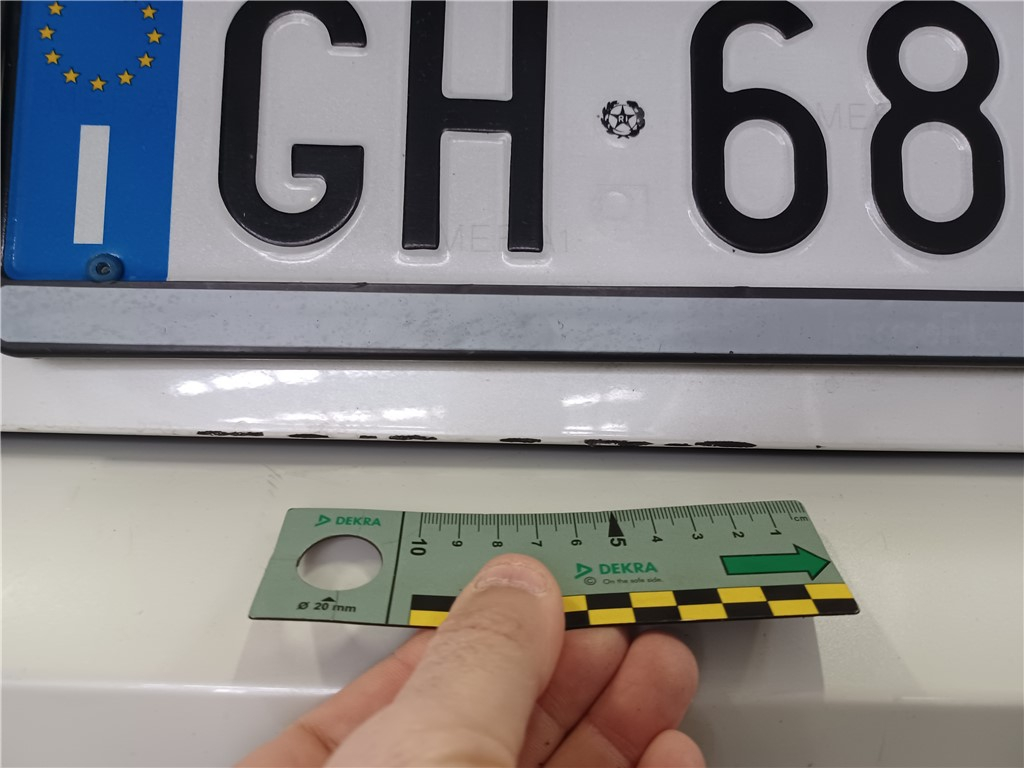 GH 68
I
RI
DEKRA
10 9 8 7 6 5 4 3 2 1 cm
DEKRA
© On the safe side.
Ø 20 mm